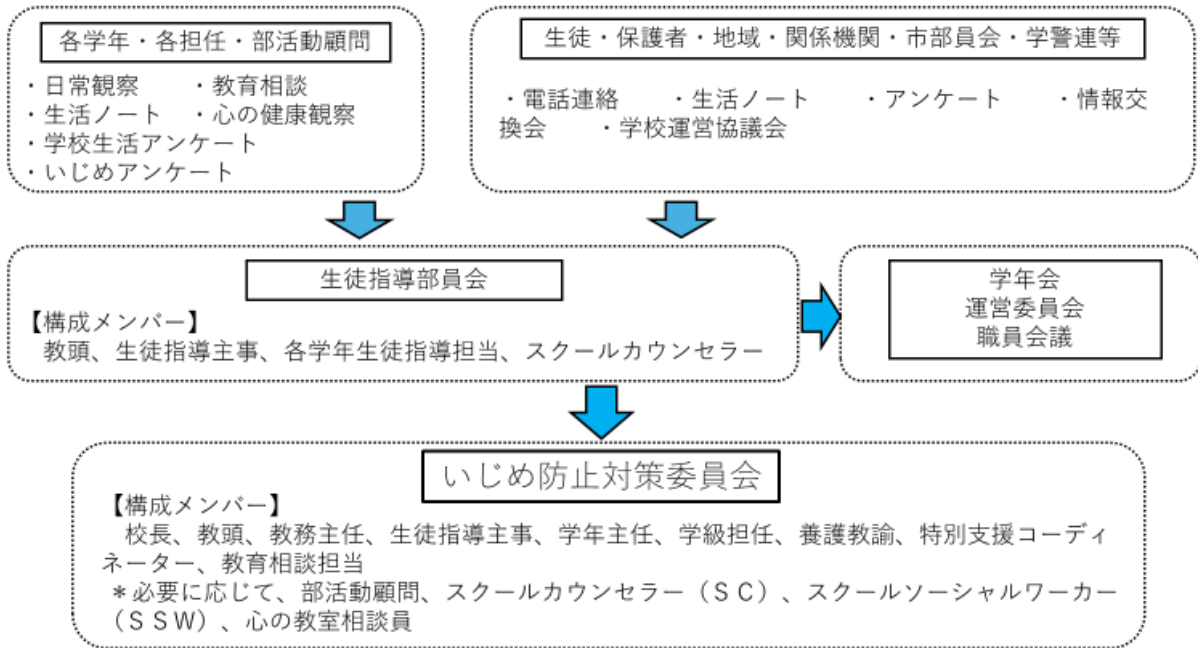 各学年・各担任・部活動顧問
・日常観察　・教育相談
・生活ノート　・心の健康観察
・学校生活アンケート
・いじめアンケート
生徒・保護者・地域・関係機関・市部員会・学警連等
・電話連絡　・生活ノート　・アンケート　・情報交
換会　・学校運営協議会
生徒指導部員会
【構成メンバー】
教頭、生徒指導主事、各学年生徒指導担当、スクールカウンセラー
学年会
運営委員会
職員会議
いじめ防止対策委員会
【構成メンバー】
校長、教頭、教務主任、生徒指導主事、学年主任、学級担任、養護教諭、特別支援コーディ
ネーター、教育相談担当
＊必要に応じて、部活動顧問、スクールカウンセラー（ＳＣ）、スクールソーシャルワーカー
（ＳＳＷ）、心の教室相談員